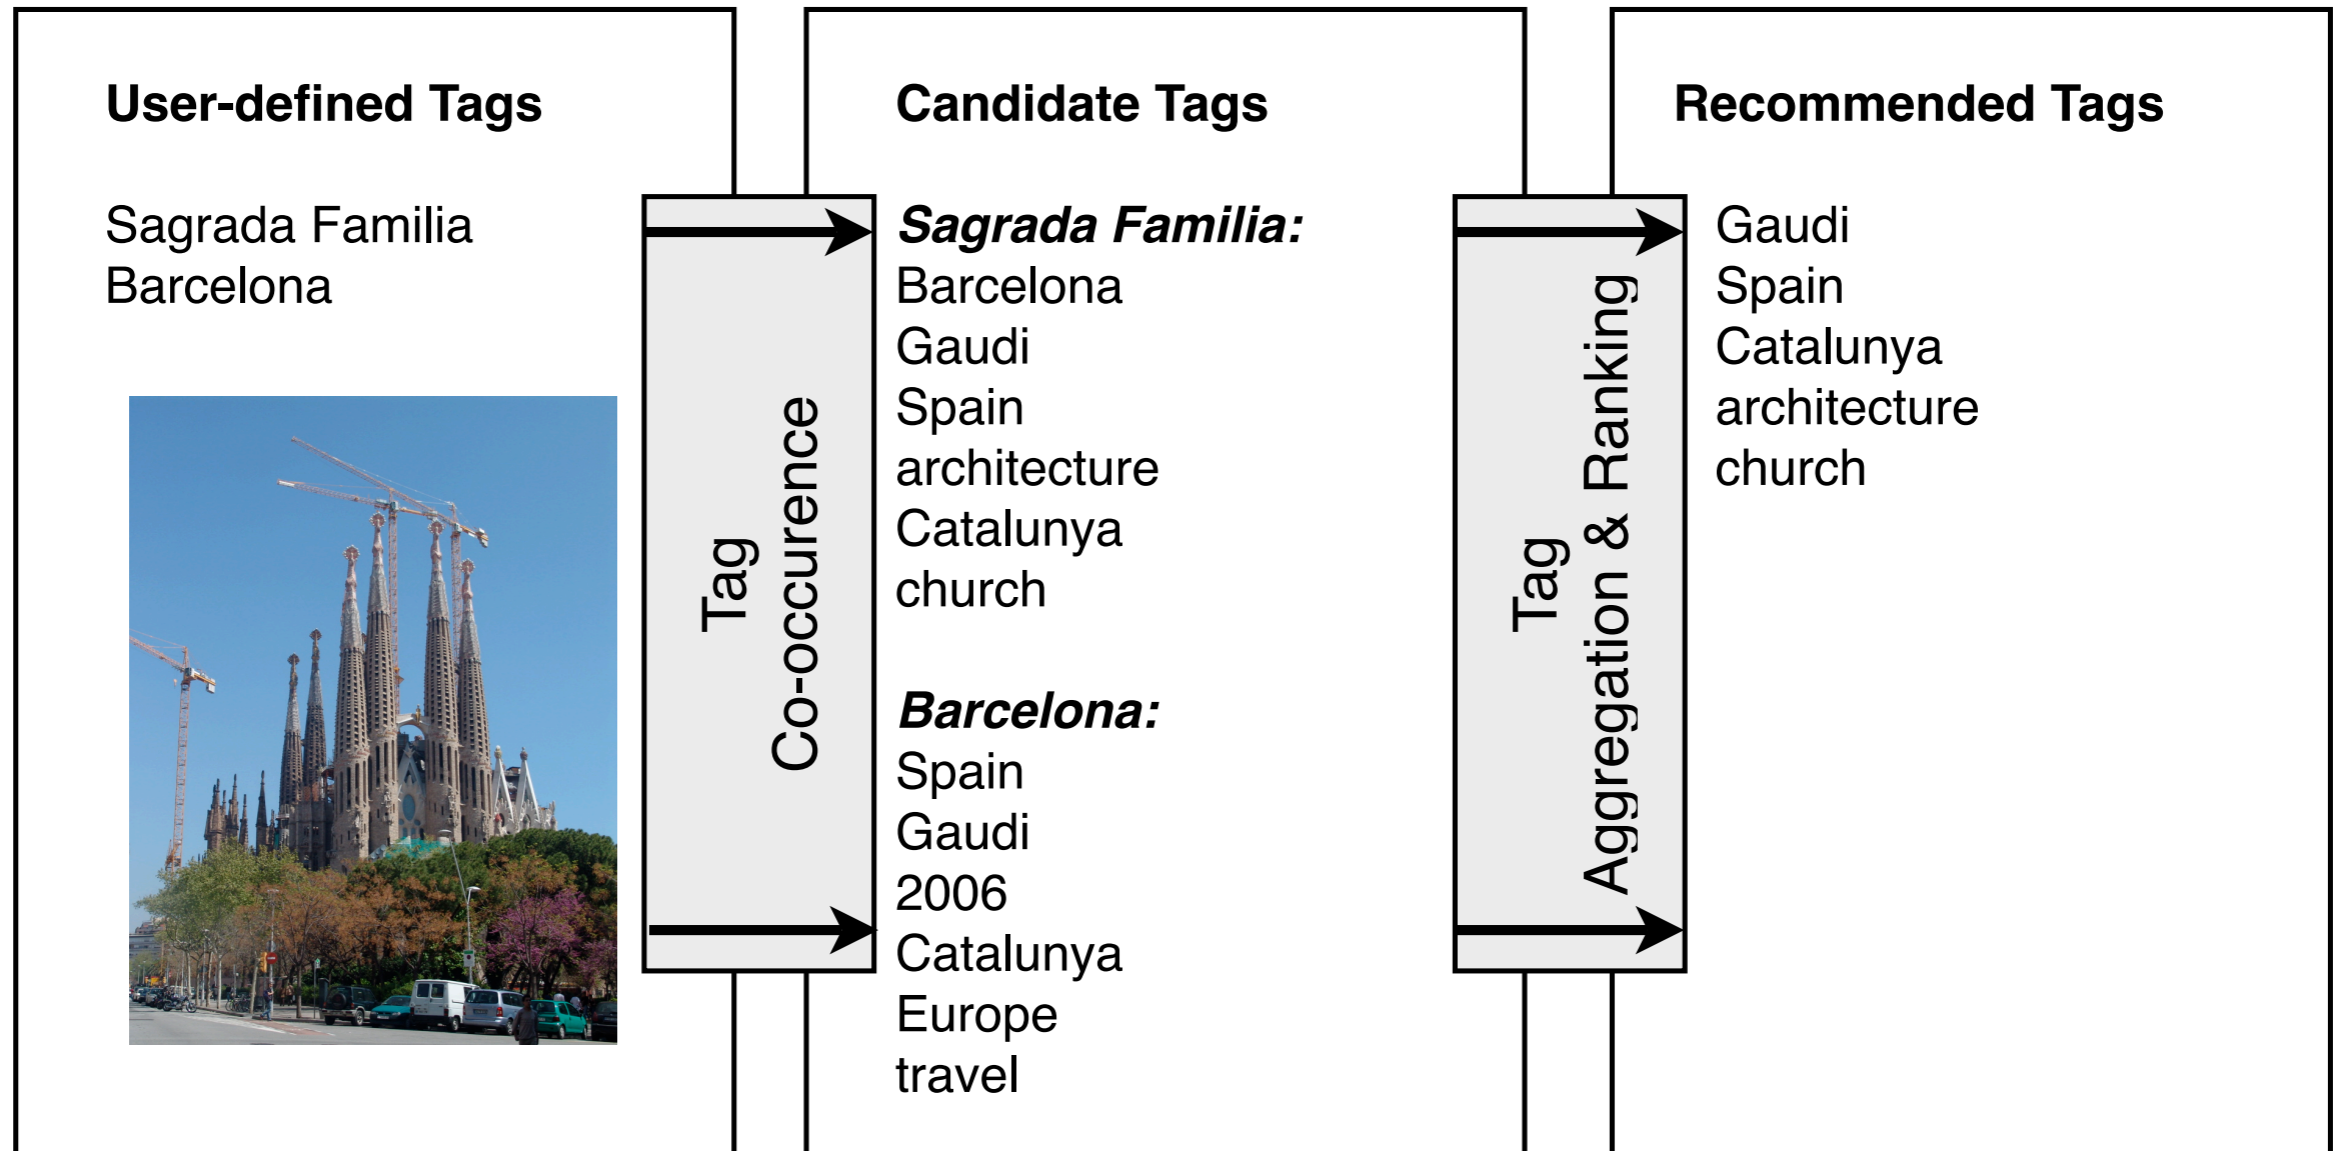 User-defined Tags
Sagrada Familia
Barcelona
Tag
Co-occurence
Candidate Tags
Sagrada Familia:
Barcelona
Gaudi
Spain
architecture
Catalunya
church
Barcelona:
Spain
Gaudi
2006
Catalunya
Europe
travel
Tag
Aggregation & Ranking
Recommended Tags
Gaudi
Spain
Catalunya
architecture
church